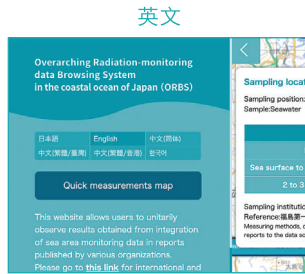 英文
Overarching Radiation-monitoring
data Browsing System
in the coastal ocean of Japan (ORBS)
日本語 English 中文(简体)
中文(繁體/臺灣) 中文(繁體/香港) 한국어
Quick measurements map
This website allows users to unitarily
observe results obtained from integration
of sea area monitoring data in reports
published by various organizations.
Please go to this link for international and
Sampling locat
Sampling position:
Sample:Seawater
Sea surface to
2 to 3
Sampling institution
Reference:福島第一
Measuring methods,
reports to the data so